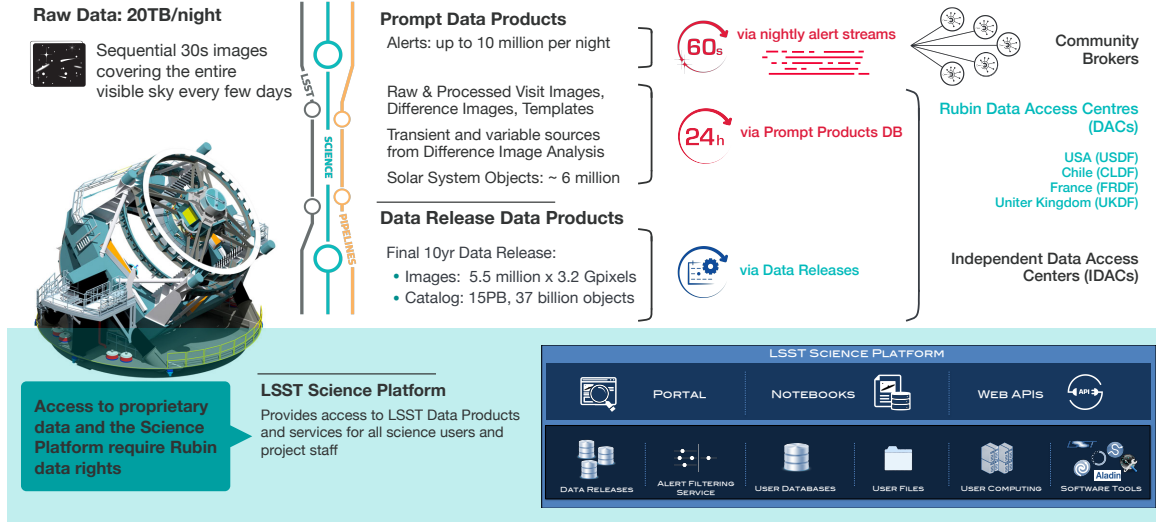 Raw Data: 20TB/night
Sequential 30s images
covering the entire
visible sky every few days
LSST
SCIENCE
PIPELINES
Prompt Data Products
Alerts: up to 10 million per night
Raw & Processed Visit Images,
Difference Images, Templates
Transient and variable sources
from Difference Image Analysis
Solar System Objects: ~ 6 million
Data Release Data Products
Final 10yr Data Release:
• Images: 5.5 million x 3.2 Gpixels
• Catalog: 15PB, 37 billion objects
60s
via nightly alert streams
24h
via Prompt Products DB
via Data Releases
Community
Brokers
Rubin Data Access Centres
(DACs)
USA (USDF)
Chile (CLDF)
France (FRDF)
Uniter Kingdom (UKDF)
Independent Data Access
Centers (IDACs)
Access to proprietary
data and the Science
Platform require Rubin
data rights
LSST Science Platform
Provides access to LSST Data Products
and services for all science users and
project staff
LSST SCIENCE PLATFORM
PORTAL
NOTEBOOKS
WEB APIS
API
DATA RELEASES
ALERT FILTERING
SERVICE
USER DATABASES
USER FILES
USER COMPUTING
Aladin
SOFTWARE TOOLS